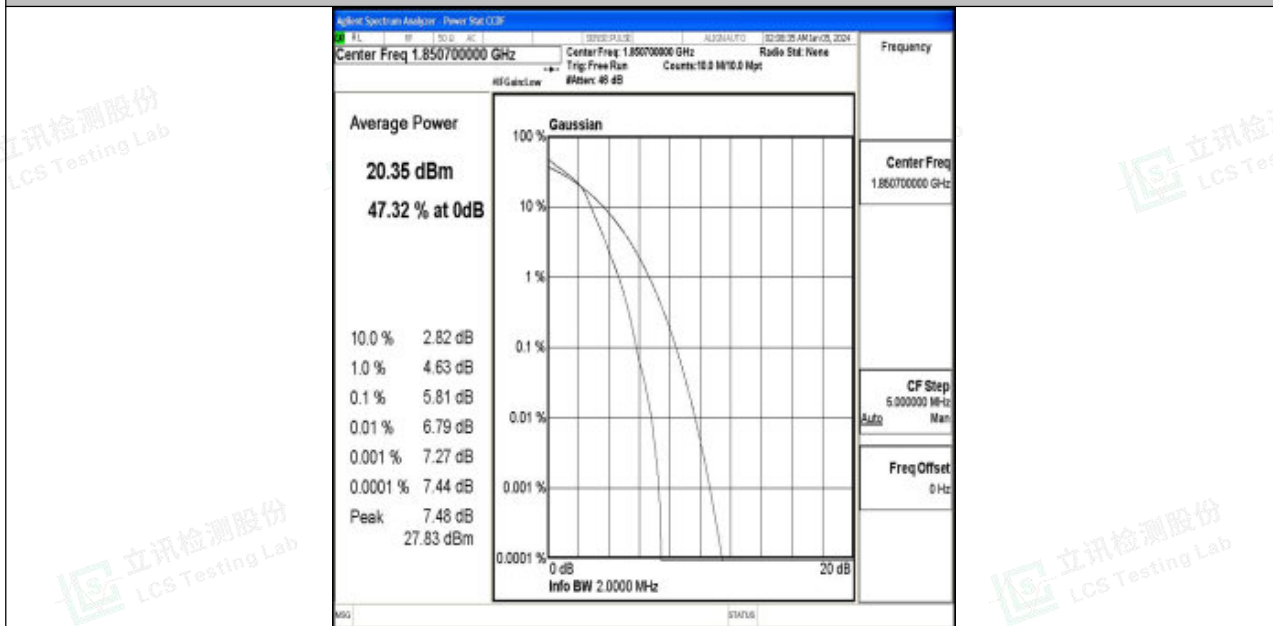 Agilent Spectrum Analyzer - Power Stat CCDF
RL RF 50 Ω AC SENSE:PULSE ALIGNAUTO 02:08:35 AM Jan 05, 2024
Center Freq 1.850700000 GHz
Center Freq: 1.850700000 GHz Radio Std: None
Trig: Free Run Counts:10.0 M/10.0 Mpt
#IFGain:Low #Atten: 46 dB
Frequency
Average Power
20.35 dBm
47.32 % at 0dB
10.0 % 2.82 dB
1.0 % 4.63 dB
0.1 % 5.81 dB
0.01 % 6.79 dB
0.001 % 7.27 dB
0.0001 % 7.44 dB
Peak 7.48 dB
27.83 dBm
Gaussian
100 %
10 %
1 %
0.1 %
0.01 %
0.001 %
0.0001 %
0 dB 20 dB
Info BW 2.0000 MHz
Center Freq
1.850700000 GHz
CF Step
5.000000 MHz
Auto Man
Freq Offset
0 Hz
MSG STATUS
立讯检测股份
LCS Testing Lab
立讯检
LCS Tes
立讯检测股份
LCS Testing Lab
立讯检测股份
LCS Testing Lab